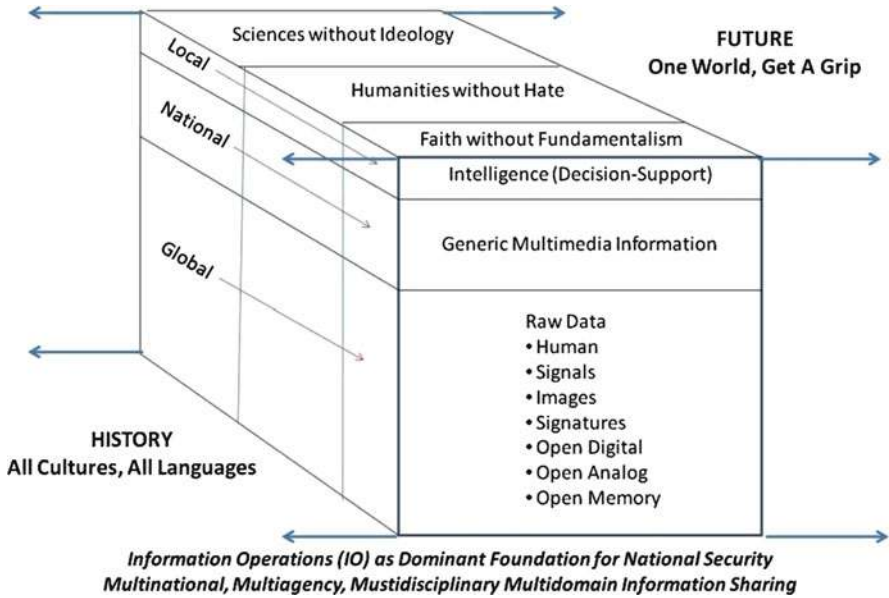 Sciences without Ideology
FUTURE
One World, Get A Grip
Local
Humanities without Hate
National
Faith without Fundamentalism
Intelligence (Decision-Support)
Generic Multimedia Information
Global
Raw Data
• Human
• Signals
• Images
• Signatures
• Open Digital
• Open Analog
• Open Memory
HISTORY
All Cultures, All Languages
Information Operations (IO) as Dominant Foundation for National Security
Multinational, Multiagency, Mustidisciplinary Multidomain Information Sharing